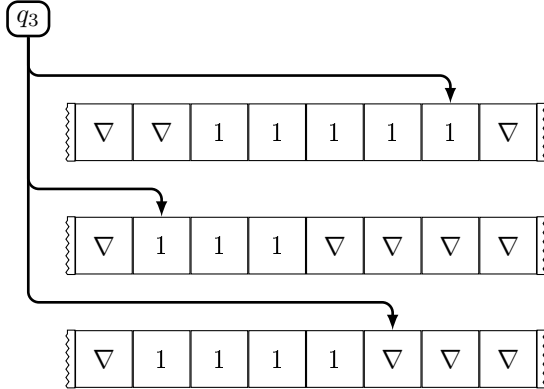 q₃
∇ ∇ 1 1 1 1 1 ∇
∇ 1 1 1 ∇ ∇ ∇ ∇
∇ 1 1 1 1 ∇ ∇ ∇